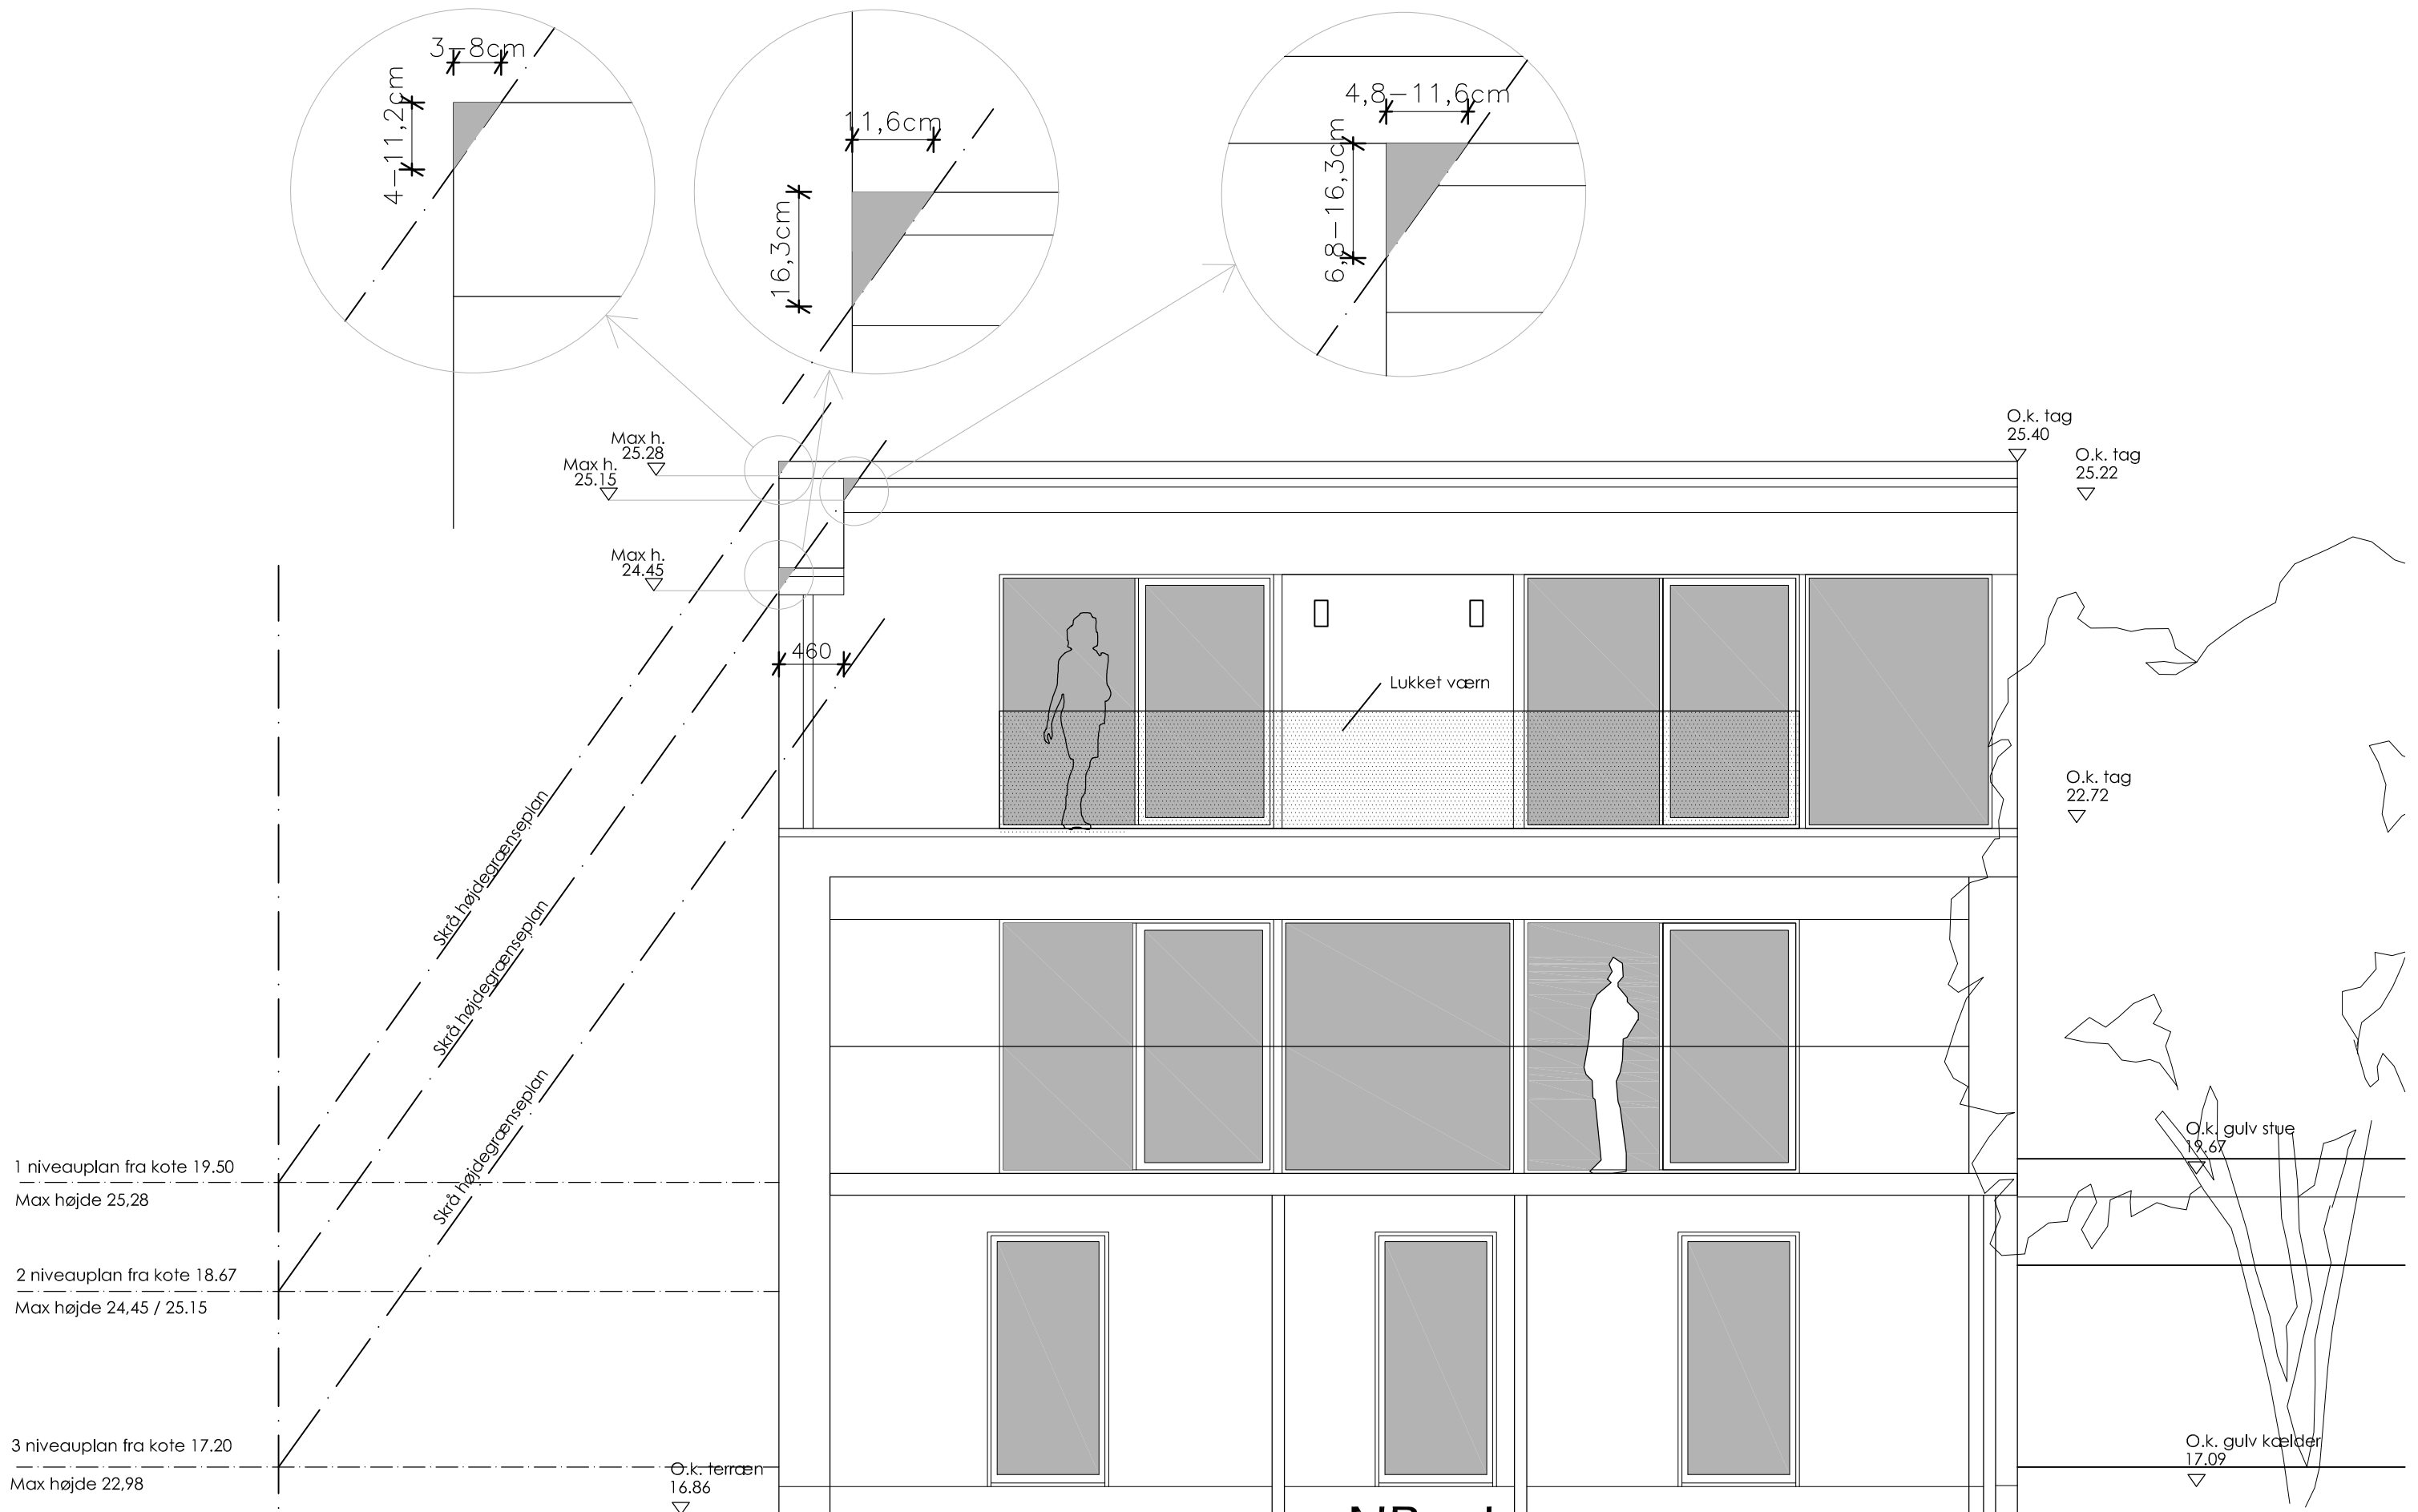 3-8cm
4-11,2cm
11,6cm
16,3cm
4,8-11,6cm
6,8-16,3cm
Max h.
25.28
Max h.
25.15
Max h.
24.45
O.k. tag
25.40
O.k. tag
25.22
460
Lukket værn
O.k. tag
22.72
Skrå højdegrænseplan
Skrå højdegrænseplan
Skrå højdegrænseplan
1 niveauplan fra kote 19.50
Max højde 25,28
2 niveauplan fra kote 18.67
Max højde 24,45 / 25.15
3 niveauplan fra kote 17.20
Max højde 22,98
O.k. gulv stue
19.67
O.k. gulv kælder
17.09
O.k. terræn
16.86